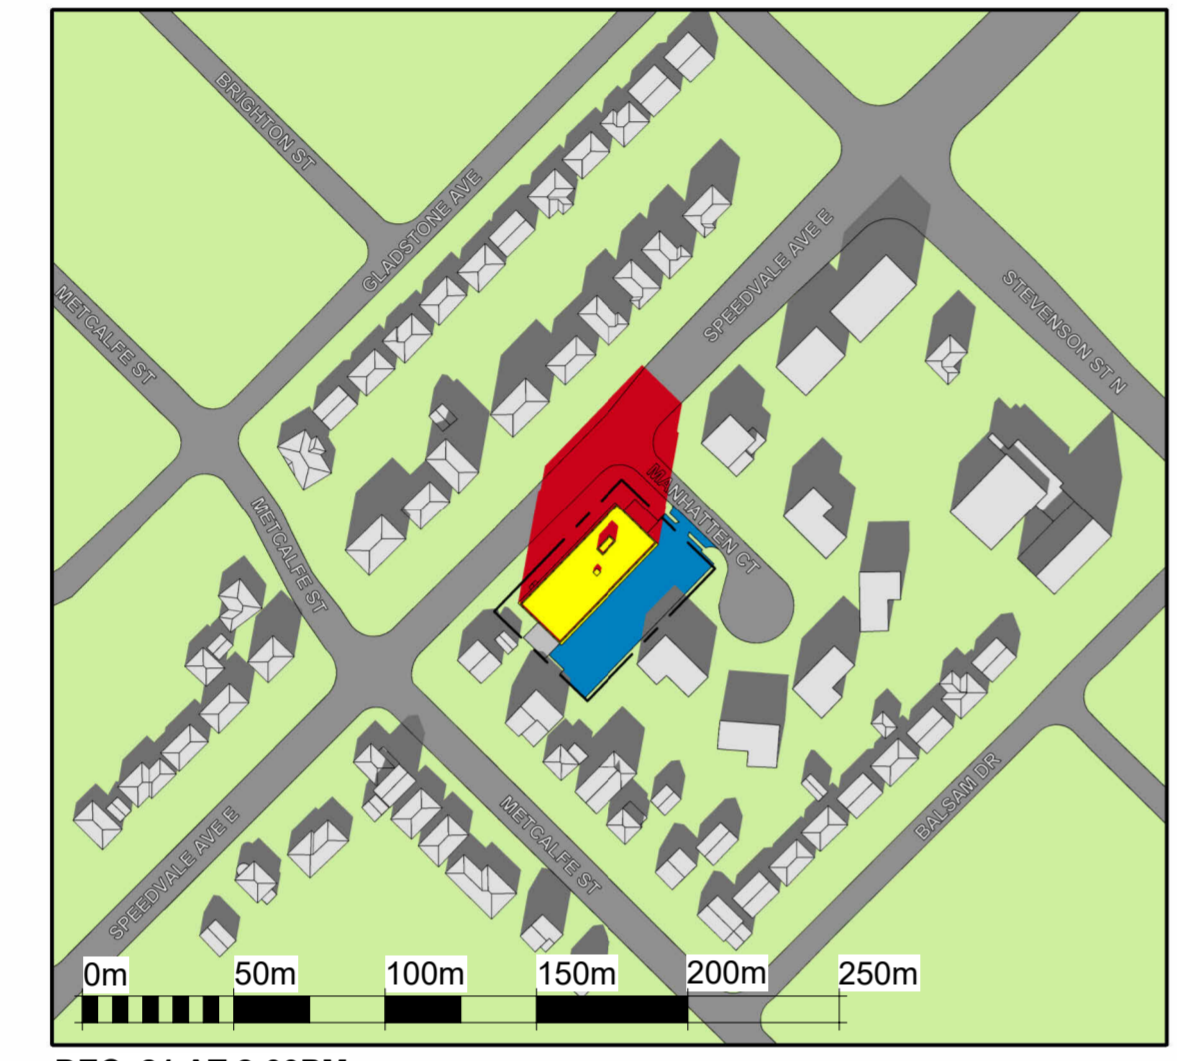 BRIGHTON ST
GLADSTONE AVE
METCALFE ST
SPEEDVALE AVE E
STEVENSON ST N
MANHATTEN CT
METCALFE ST
METCALFE ST
BALSAM DR
SPEEDVALE AVE E
0m 50m 100m 150m 200m 250m